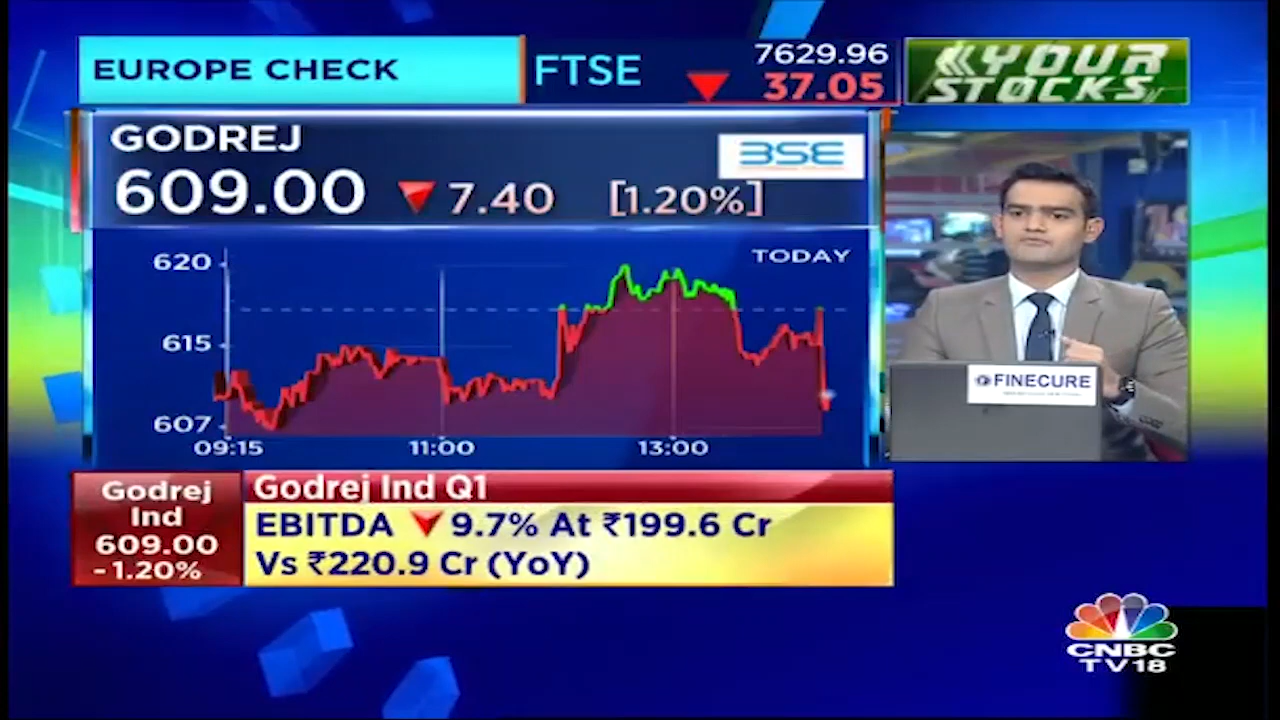 EUROPE CHECK
FTSE
7629.96
37.05
YOUR
STOCKS
GODREJ
BSE
609.00 ▼ 7.40 [1.20%]
TODAY
620
615
607
09:15 11:00 13:00
FINECURE
Godrej
Ind
609.00
-1.20%
Godrej Ind Q1
EBITDA ▼ 9.7% At ₹199.6 Cr
Vs ₹220.9 Cr (YoY)
CNBC
TV18